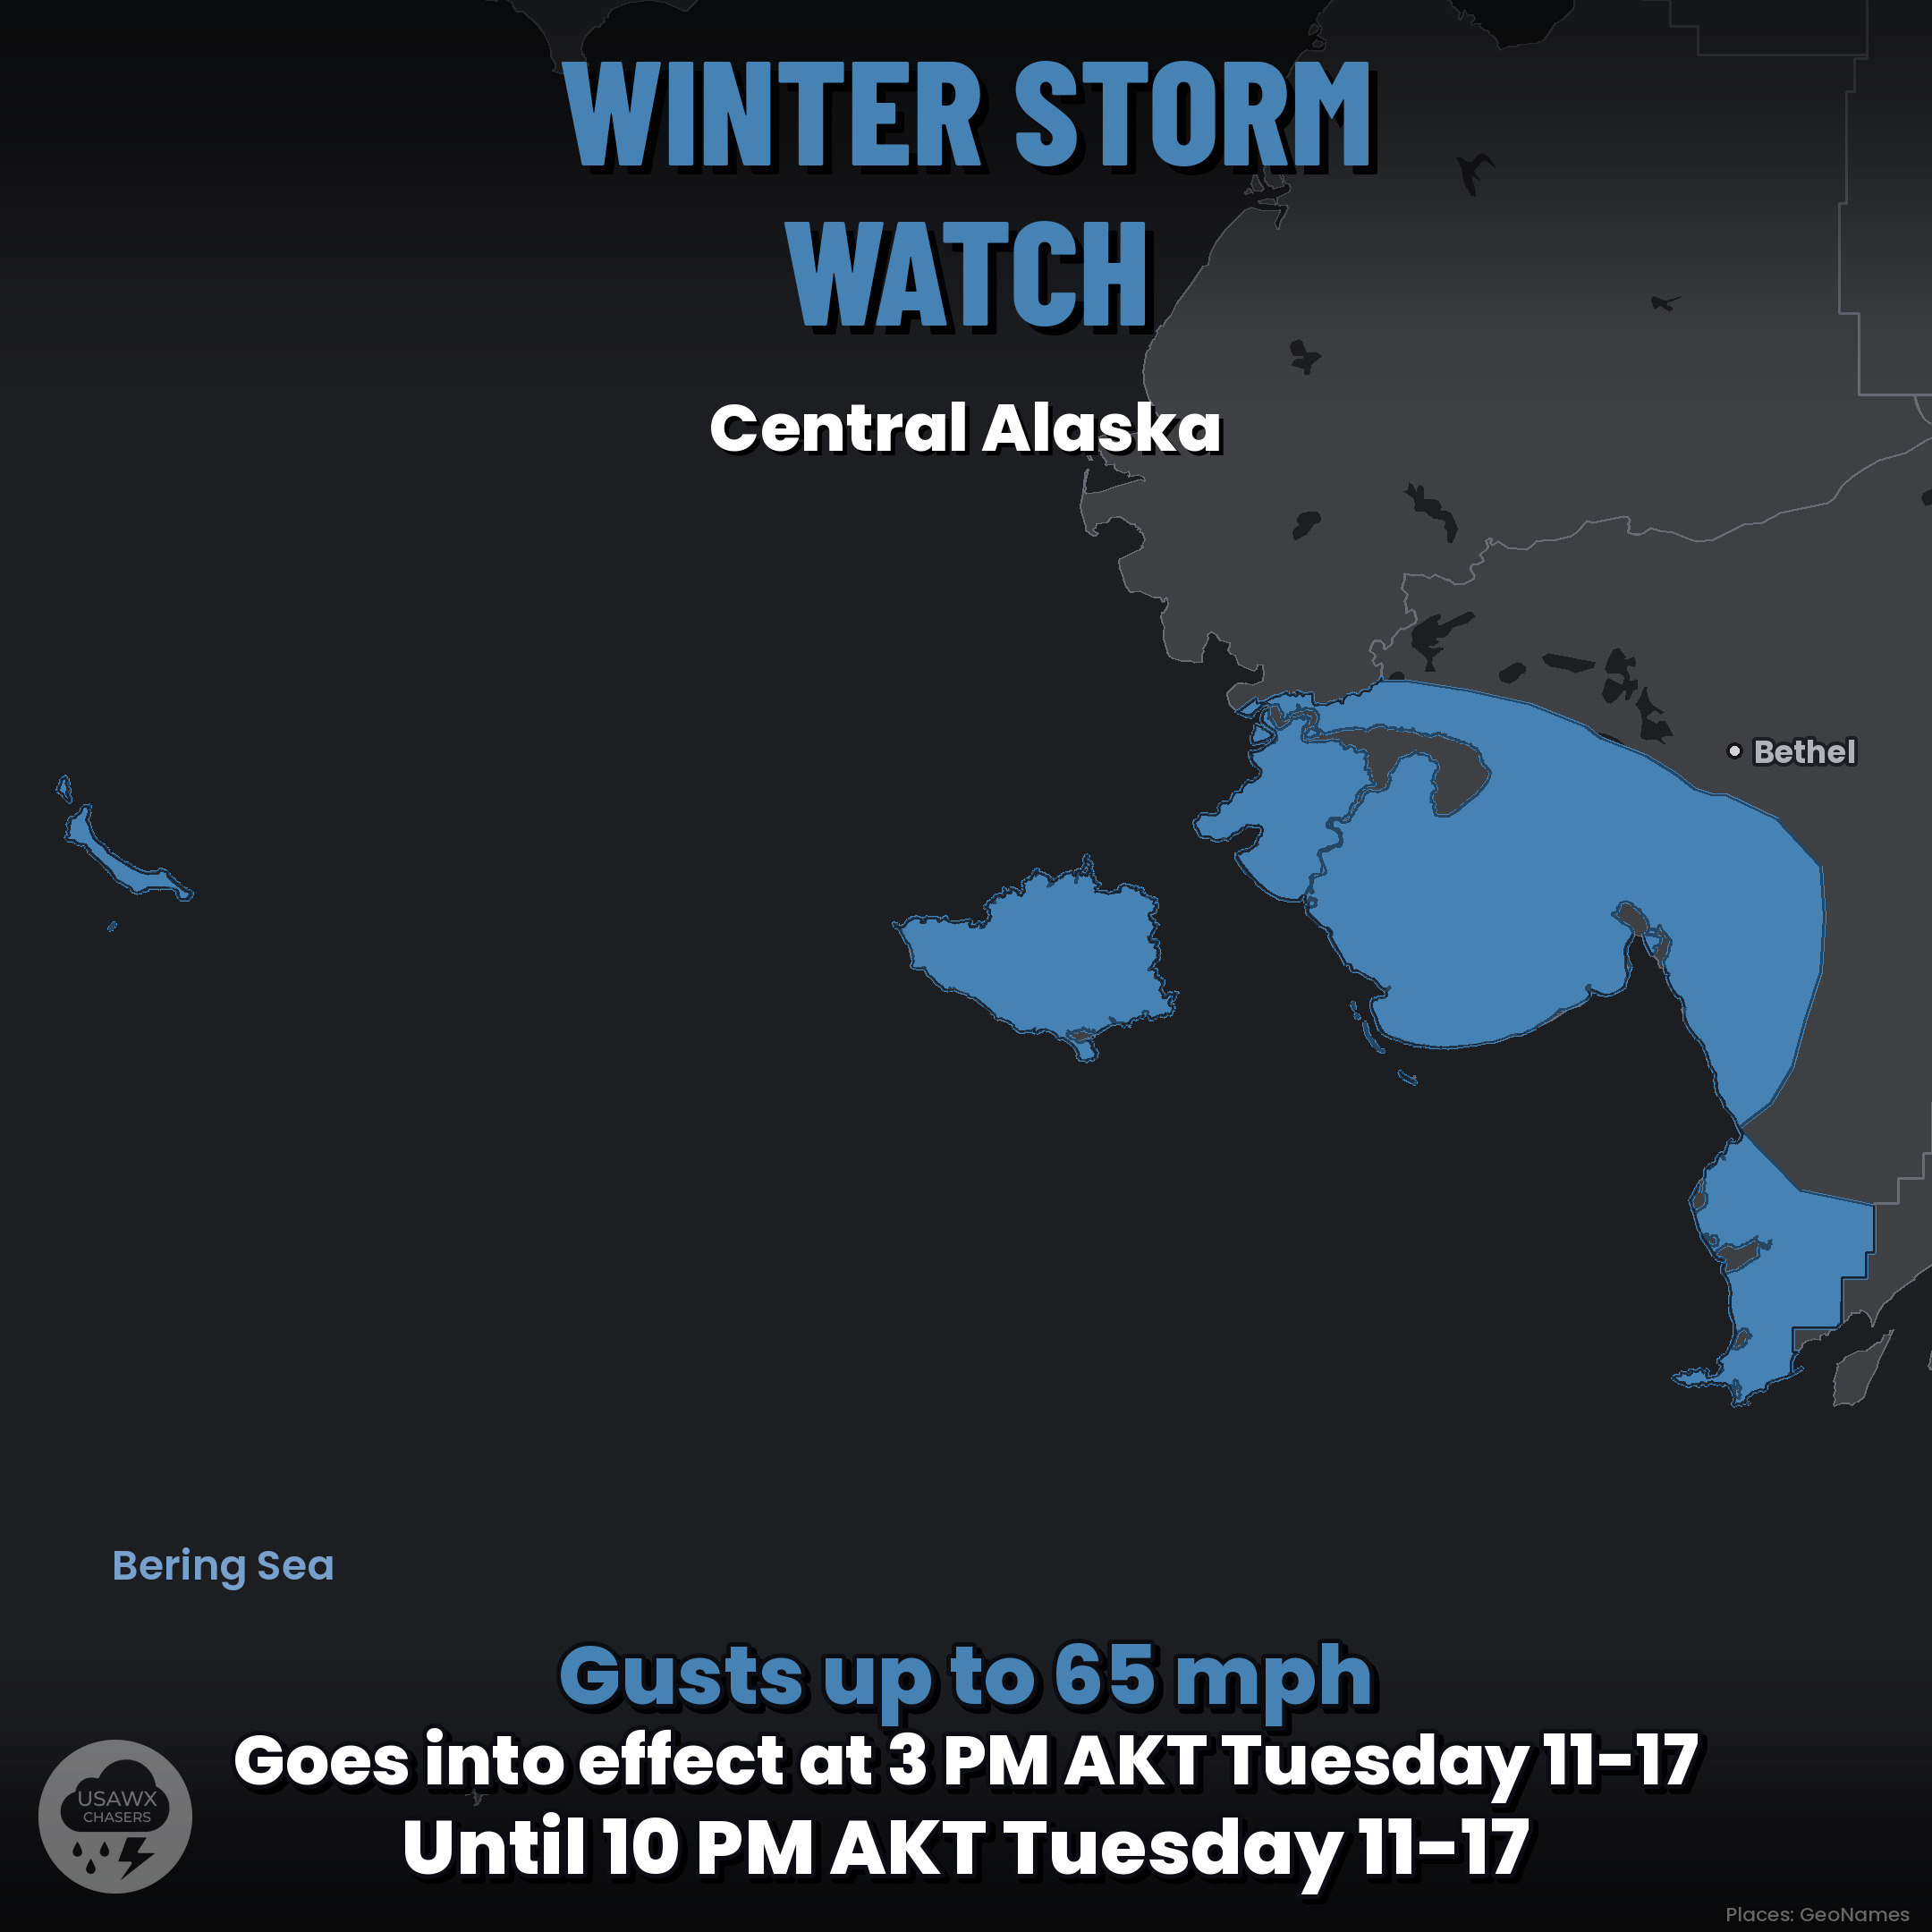 WINTER STORM
WATCH
Central Alaska
Bethel
Bering Sea
Gusts up to 65 mph
Goes into effect at 3 PM AKT Tuesday 11-17
Until 10 PM AKT Tuesday 11-17
USAWX
CHASERS
Places: GeoNames